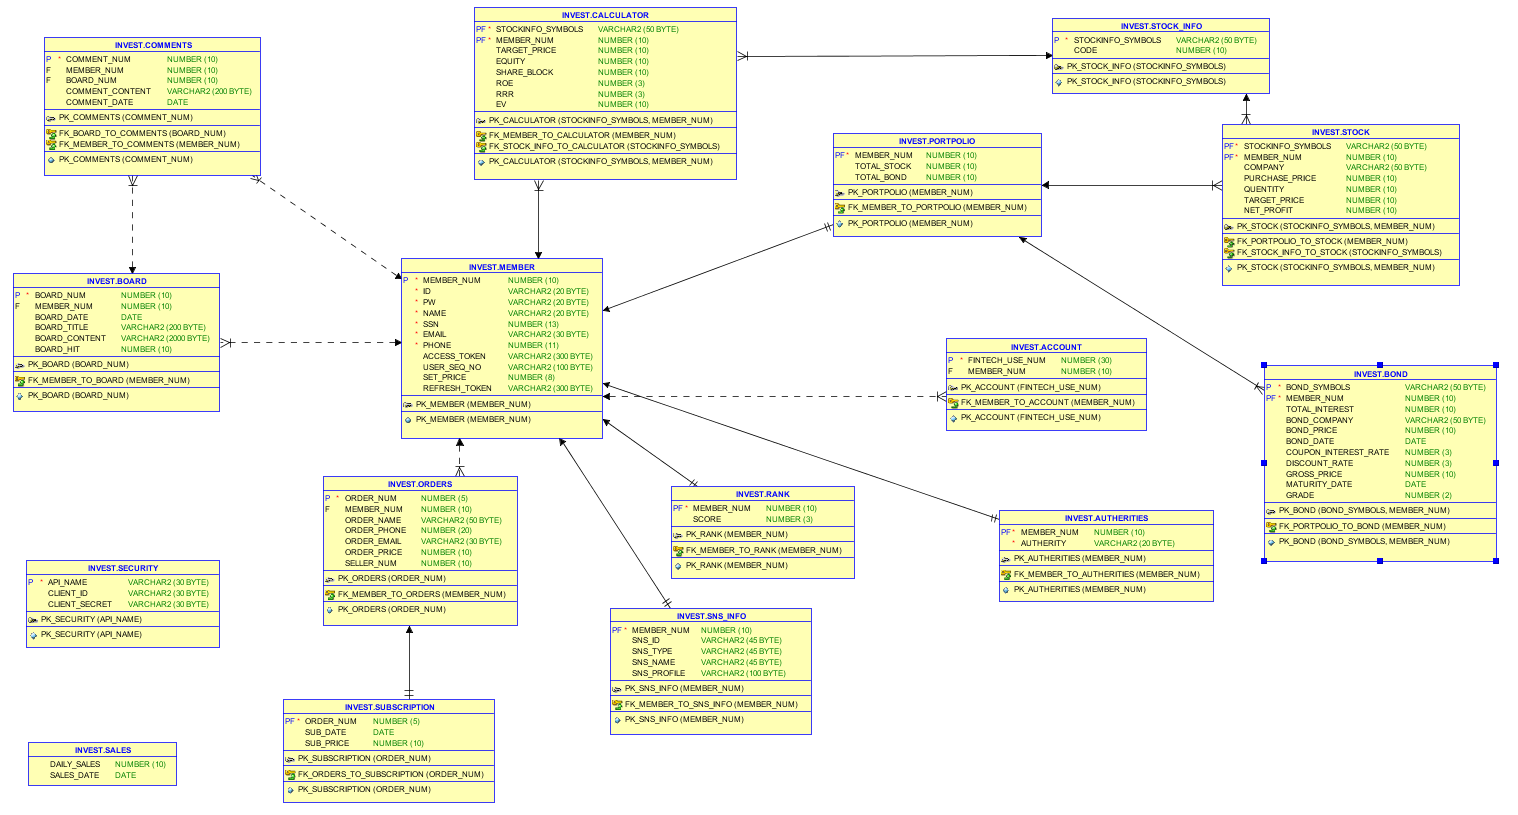 INVEST.COMMENTS
P * COMMENT_NUM NUMBER (10)
F MEMBER_NUM NUMBER (10)
F BOARD_NUM NUMBER (10)
COMMENT_CONTENT VARCHAR2 (200 BYTE)
COMMENT_DATE DATE
PK_COMMENTS (COMMENT_NUM)
FK_BOARD_TO_COMMENTS (BOARD_NUM)
FK_MEMBER_TO_COMMENTS (MEMBER_NUM)
PK_COMMENTS (COMMENT_NUM)
INVEST.CALCULATOR
PF * STOCKINFO_SYMBOLS VARCHAR2 (50 BYTE)
PF * MEMBER_NUM NUMBER (10)
TARGET_PRICE NUMBER (10)
EQUITY NUMBER (10)
SHARE_BLOCK NUMBER (10)
ROE NUMBER (3)
RRR NUMBER (3)
EV NUMBER (10)
PK_CALCULATOR (STOCKINFO_SYMBOLS, MEMBER_NUM)
FK_MEMBER_TO_CALCULATOR (MEMBER_NUM)
FK_STOCK_INFO_TO_CALCULATOR (STOCKINFO_SYMBOLS)
PK_CALCULATOR (STOCKINFO_SYMBOLS, MEMBER_NUM)
INVEST.STOCK_INFO
P * STOCKINFO_SYMBOLS VARCHAR2 (50 BYTE)
CODE NUMBER (10)
PK_STOCK_INFO (STOCKINFO_SYMBOLS)
PK_STOCK_INFO (STOCKINFO_SYMBOLS)
INVEST.PORTPOLIO
PF * MEMBER_NUM NUMBER (10)
TOTAL_STOCK NUMBER (10)
TOTAL_BOND NUMBER (10)
PK_PORTPOLIO (MEMBER_NUM)
FK_MEMBER_TO_PORTPOLIO (MEMBER_NUM)
PK_PORTPOLIO (MEMBER_NUM)
INVEST.STOCK
PF * STOCKINFO_SYMBOLS VARCHAR2 (50 BYTE)
PF * MEMBER_NUM NUMBER (10)
COMPANY VARCHAR2 (50 BYTE)
PURCHASE_PRICE NUMBER (10)
QUENTITY NUMBER (10)
TARGET_PRICE NUMBER (10)
NET_PROFIT NUMBER (10)
PK_STOCK (STOCKINFO_SYMBOLS, MEMBER_NUM)
FK_PORTPOLIO_TO_STOCK (MEMBER_NUM)
FK_STOCK_INFO_TO_STOCK (STOCKINFO_SYMBOLS)
PK_STOCK (STOCKINFO_SYMBOLS, MEMBER_NUM)
INVEST.BOARD
P * BOARD_NUM NUMBER (10)
F MEMBER_NUM NUMBER (10)
BOARD_DATE DATE
BOARD_TITLE VARCHAR2 (200 BYTE)
BOARD_CONTENT VARCHAR2 (2000 BYTE)
BOARD_HIT NUMBER (10)
PK_BOARD (BOARD_NUM)
FK_MEMBER_TO_BOARD (MEMBER_NUM)
PK_BOARD (BOARD_NUM)
INVEST.MEMBER
P * MEMBER_NUM NUMBER (10)
* ID VARCHAR2 (20 BYTE)
* PW VARCHAR2 (20 BYTE)
* NAME VARCHAR2 (20 BYTE)
* SSN NUMBER (13)
* EMAIL VARCHAR2 (30 BYTE)
* PHONE NUMBER (11)
ACCESS_TOKEN VARCHAR2 (300 BYTE)
USER_SEQ_NO VARCHAR2 (100 BYTE)
SET_PRICE NUMBER (8)
REFRESH_TOKEN VARCHAR2 (300 BYTE)
PK_MEMBER (MEMBER_NUM)
PK_MEMBER (MEMBER_NUM)
INVEST.ACCOUNT
P * FINTECH_USE_NUM NUMBER (30)
F MEMBER_NUM NUMBER (10)
PK_ACCOUNT (FINTECH_USE_NUM)
FK_MEMBER_TO_ACCOUNT (MEMBER_NUM)
PK_ACCOUNT (FINTECH_USE_NUM)
INVEST.BOND
P * BOND_SYMBOLS VARCHAR2 (50 BYTE)
PF * MEMBER_NUM NUMBER (10)
TOTAL_INTEREST NUMBER (10)
BOND_COMPANY VARCHAR2 (50 BYTE)
BOND_PRICE NUMBER (10)
BOND_DATE DATE
COUPON_INTEREST_RATE NUMBER (3)
DISCOUNT_RATE NUMBER (3)
GROSS_PRICE NUMBER (10)
MATURITY_DATE DATE
GRADE NUMBER (2)
PK_BOND (BOND_SYMBOLS, MEMBER_NUM)
FK_PORTPOLIO_TO_BOND (MEMBER_NUM)
PK_BOND (BOND_SYMBOLS, MEMBER_NUM)
INVEST.ORDERS
P * ORDER_NUM NUMBER (5)
F MEMBER_NUM NUMBER (10)
ORDER_NAME VARCHAR2 (50 BYTE)
ORDER_PHONE NUMBER (20)
ORDER_EMAIL VARCHAR2 (30 BYTE)
ORDER_PRICE NUMBER (10)
SELLER_NUM NUMBER (10)
PK_ORDERS (ORDER_NUM)
FK_MEMBER_TO_ORDERS (MEMBER_NUM)
PK_ORDERS (ORDER_NUM)
INVEST.RANK
PF * MEMBER_NUM NUMBER (10)
SCORE NUMBER (3)
PK_RANK (MEMBER_NUM)
FK_MEMBER_TO_RANK (MEMBER_NUM)
PK_RANK (MEMBER_NUM)
INVEST.AUTHERITIES
PF * MEMBER_NUM NUMBER (10)
* AUTHERITY VARCHAR2 (20 BYTE)
PK_AUTHERITIES (MEMBER_NUM)
FK_MEMBER_TO_AUTHERITIES (MEMBER_NUM)
PK_AUTHERITIES (MEMBER_NUM)
INVEST.SECURITY
P * API_NAME VARCHAR2 (30 BYTE)
CLIENT_ID VARCHAR2 (30 BYTE)
CLIENT_SECRET VARCHAR2 (30 BYTE)
PK_SECURITY (API_NAME)
PK_SECURITY (API_NAME)
INVEST.SNS_INFO
PF * MEMBER_NUM NUMBER (10)
SNS_ID VARCHAR2 (45 BYTE)
SNS_TYPE VARCHAR2 (45 BYTE)
SNS_NAME VARCHAR2 (45 BYTE)
SNS_PROFILE VARCHAR2 (100 BYTE)
PK_SNS_INFO (MEMBER_NUM)
FK_MEMBER_TO_SNS_INFO (MEMBER_NUM)
PK_SNS_INFO (MEMBER_NUM)
INVEST.SUBSCRIPTION
PF * ORDER_NUM NUMBER (5)
SUB_DATE DATE
SUB_PRICE NUMBER (10)
PK_SUBSCRIPTION (ORDER_NUM)
FK_ORDERS_TO_SUBSCRIPTION (ORDER_NUM)
PK_SUBSCRIPTION (ORDER_NUM)
INVEST.SALES
DAILY_SALES NUMBER (10)
SALES_DATE DATE